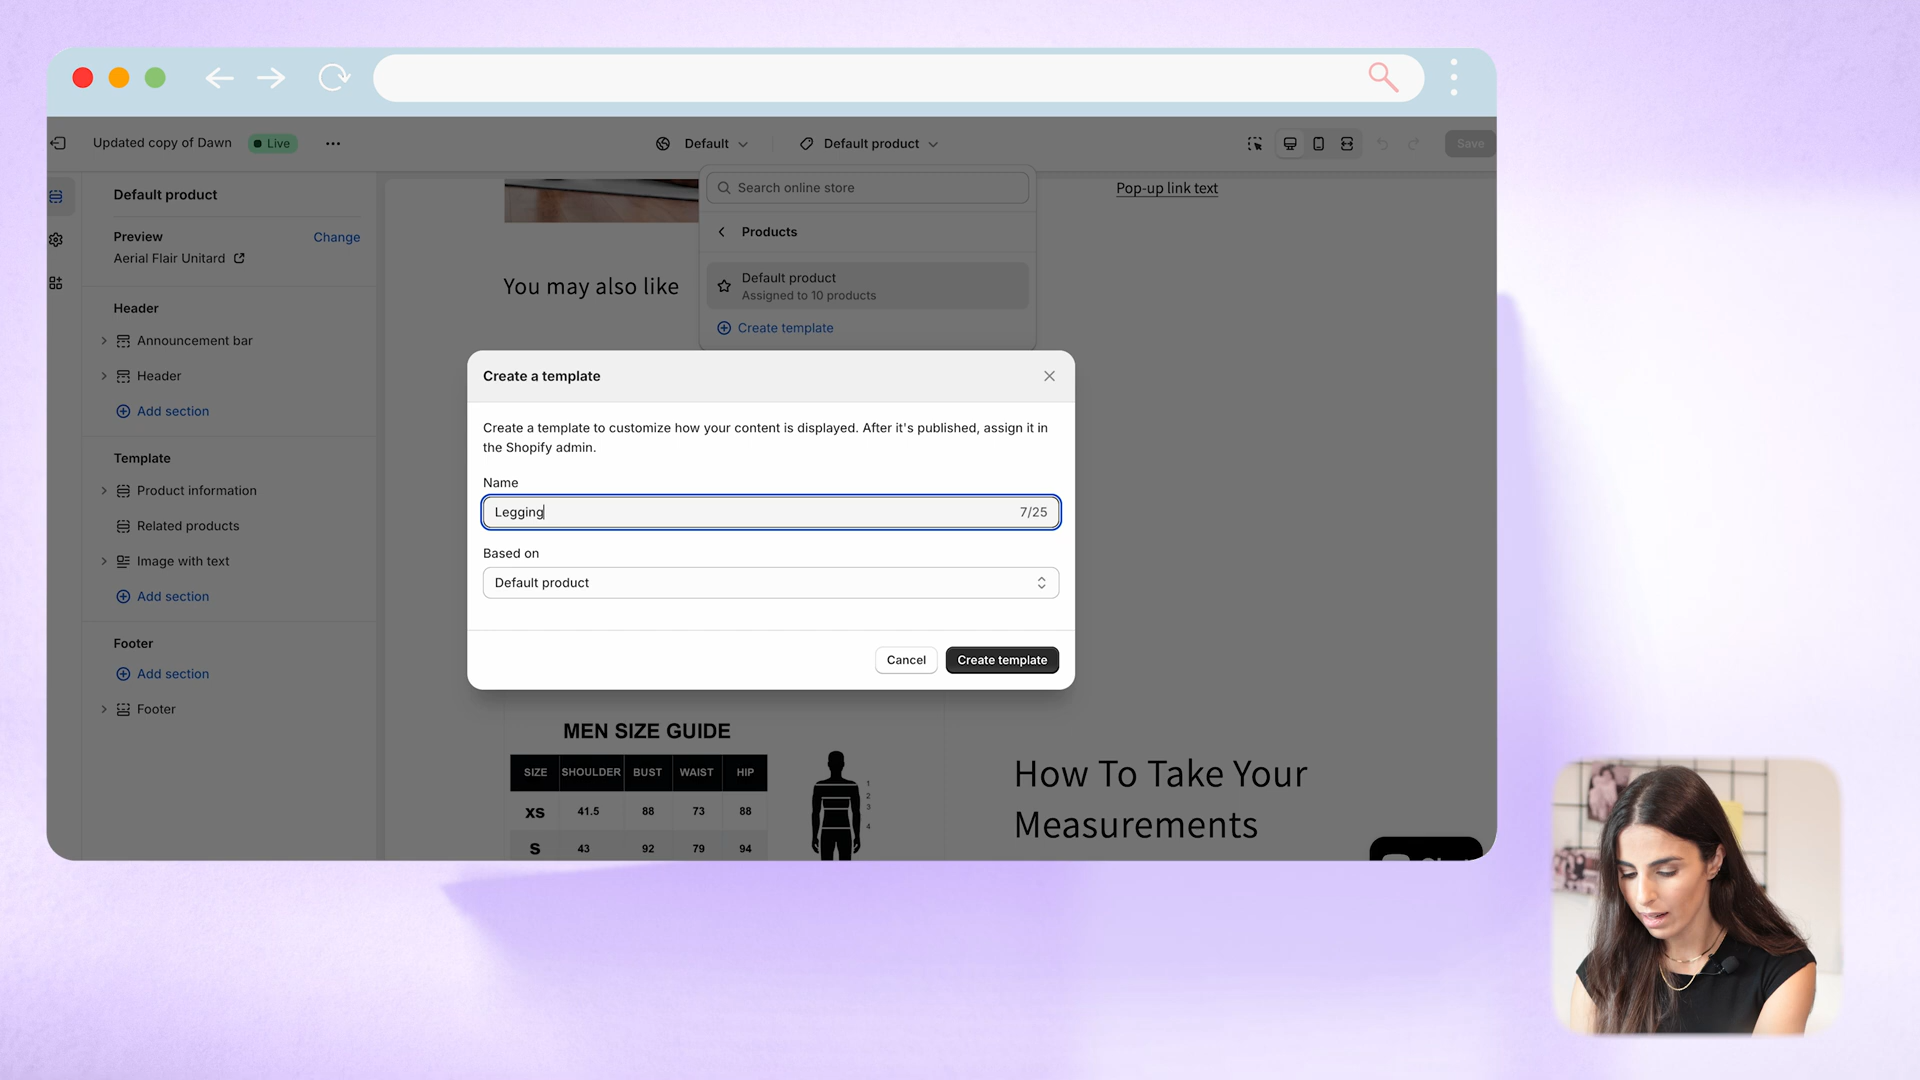 Updated copy of Dawn
Live
Default
Default product
Save
Default product
Preview
Change
Aerial Flair Unitard
Header
Announcement bar
Header
Add section
Template
Product information
Related products
Image with text
Add section
Footer
Add section
Footer
Search online store
Products
Default product
Assigned to 10 products
Create template
Pop-up link text
You may also like
Create a template
Create a template to customize how your content is displayed. After it's published, assign it in
the Shopify admin.
Name
Legging
7/25
Based on
Default product
Cancel
Create template
MEN SIZE GUIDE
SIZE SHOULDER BUST WAIST HIP
XS 41.5 88 73 88
S 43 92 79 94
1
2
3
4
How To Take Your
Measurements